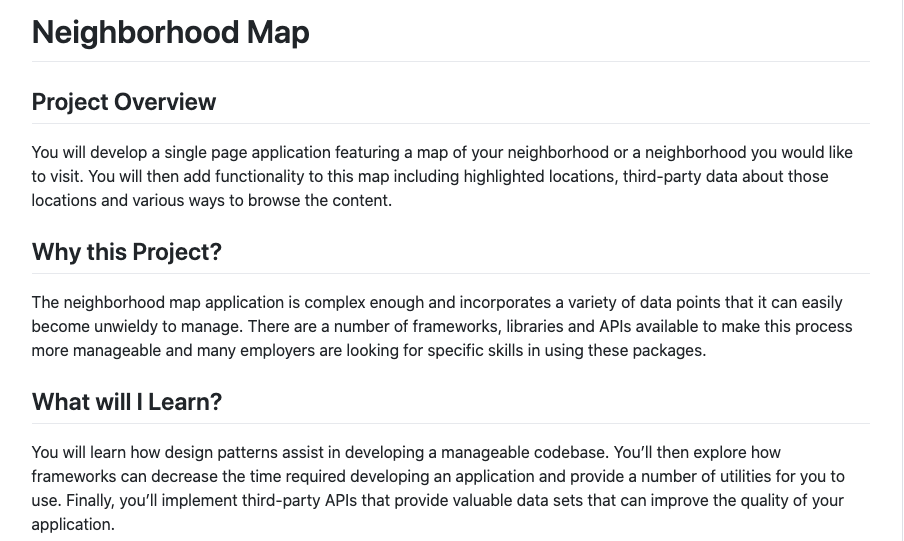 Neighborhood Map
Project Overview
You will develop a single page application featuring a map of your neighborhood or a neighborhood you would like
to visit. You will then add functionality to this map including highlighted locations, third-party data about those
locations and various ways to browse the content.
Why this Project?
The neighborhood map application is complex enough and incorporates a variety of data points that it can easily
become unwieldy to manage. There are a number of frameworks, libraries and APIs available to make this process
more manageable and many employers are looking for specific skills in using these packages.
What will I Learn?
You will learn how design patterns assist in developing a manageable codebase. You’ll then explore how
frameworks can decrease the time required developing an application and provide a number of utilities for you to
use. Finally, you’ll implement third-party APIs that provide valuable data sets that can improve the quality of your
application.